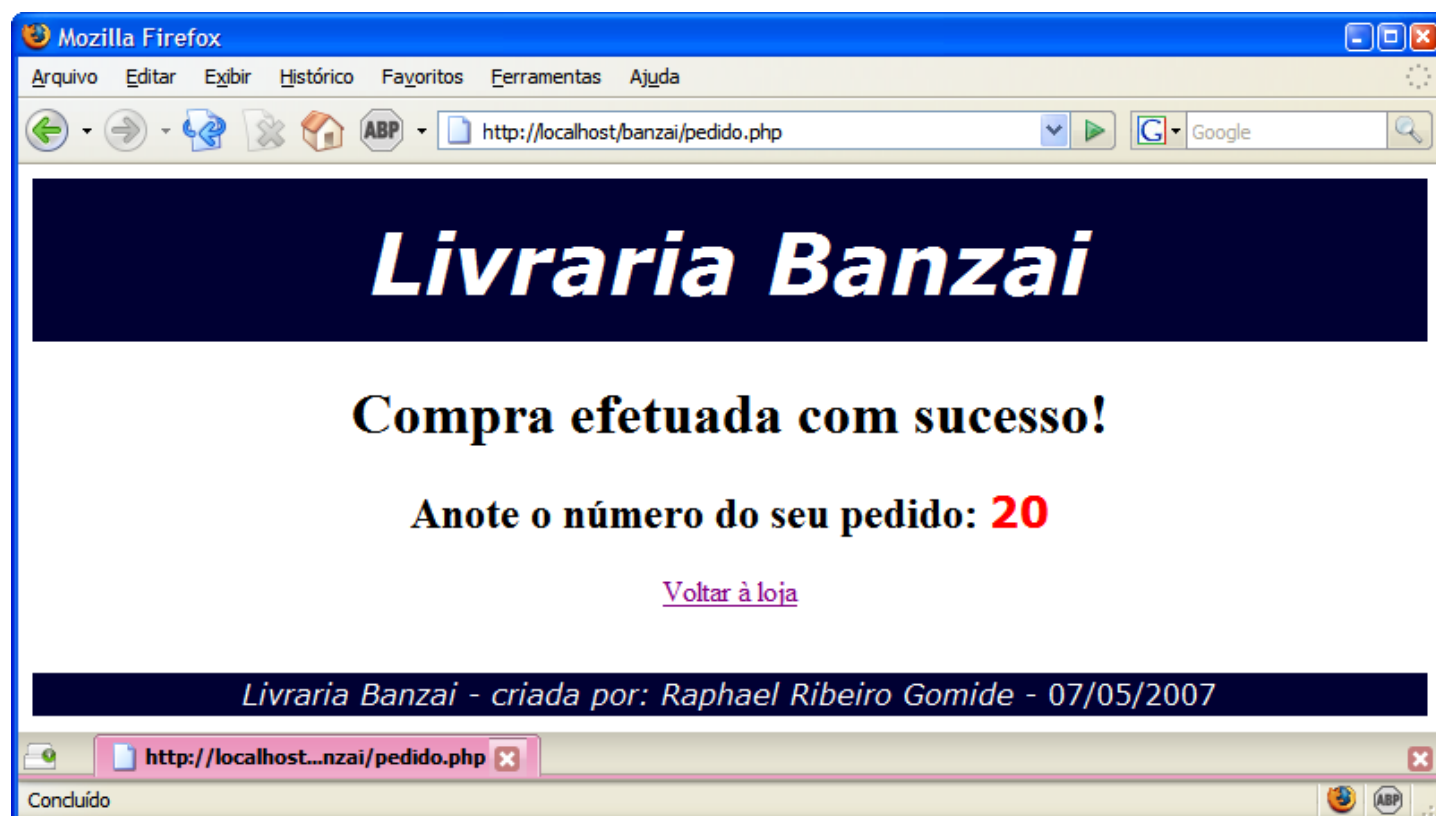 Mozilla Firefox
Arquivo Editar Exibir Histórico Favoritos Ferramentas Ajuda
ABP http://localhost/banzai/pedido.php G Google
Livraria Banzai
Compra efetuada com sucesso!
Anote o número do seu pedido: 20
Voltar à loja
Livraria Banzai - criada por: Raphael Ribeiro Gomide - 07/05/2007
http://localhost...nzai/pedido.php
Concluído ABP